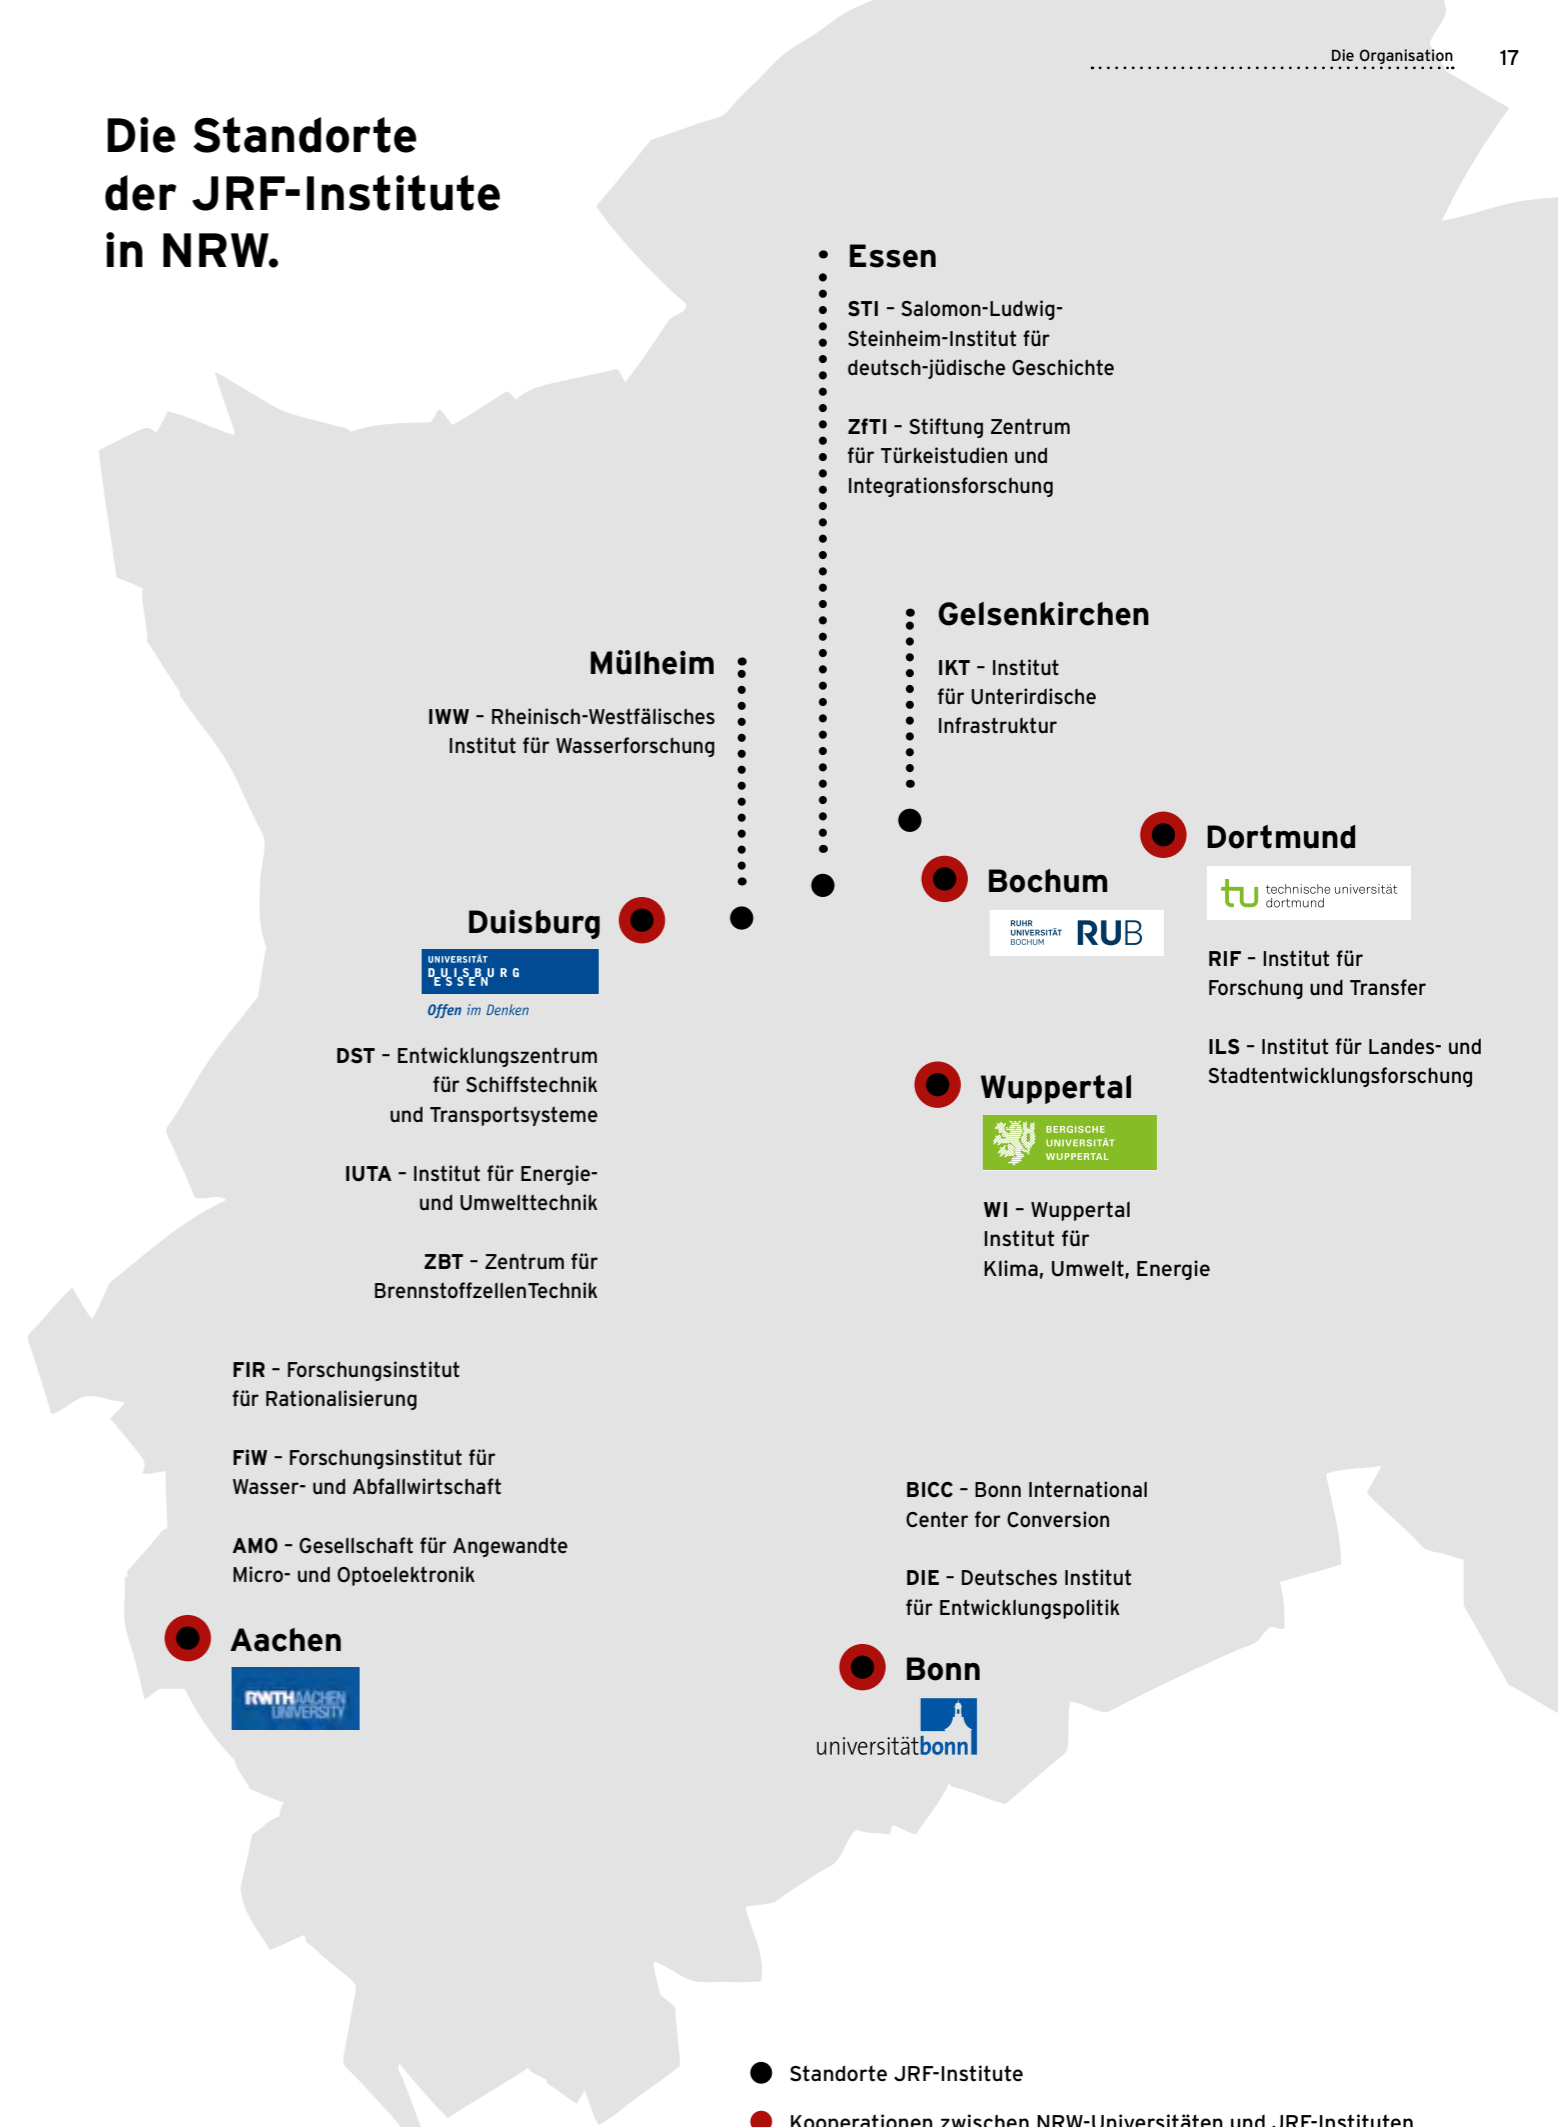 Die Organisation 17
Die Standorte
der JRF-Institute
in NRW.
Essen
STI – Salomon-Ludwig-
Steinheim-Institut für
deutsch-jüdische Geschichte
ZfTI – Stiftung Zentrum
für Türkeistudien und
Integrationsforschung
Gelsenkirchen
IKT – Institut
für Unterirdische
Infrastruktur
Mülheim
IWW – Rheinisch-Westfälisches
Institut für Wasserforschung
Dortmund
tu technische universität
dortmund
RIF – Institut für
Forschung und Transfer
ILS – Institut für Landes- und
Stadtentwicklungsforschung
Bochum
RUHR
UNIVERSITÄT
BOCHUM
RUB
Duisburg
UNIVERSITÄT
DUISBURG
ESSEN
Offen im Denken
DST – Entwicklungszentrum
für Schiffstechnik
und Transportsysteme
IUTA – Institut für Energie-
und Umwelttechnik
ZBT – Zentrum für
BrennstoffzellenTechnik
Wuppertal
BERGISCHE
UNIVERSITÄT
WUPPERTAL
WI – Wuppertal
Institut für
Klima, Umwelt, Energie
FIR – Forschungsinstitut
für Rationalisierung
FiW – Forschungsinstitut für
Wasser- und Abfallwirtschaft
AMO – Gesellschaft für Angewandte
Micro- und Optoelektronik
Aachen
RWTHAACHEN
UNIVERSITY
BICC – Bonn International
Center for Conversion
DIE – Deutsches Institut
für Entwicklungspolitik
Bonn
universitätbonn
Standorte JRF-Institute
Kooperationen zwischen NRW-Universitäten und JRF-Instituten